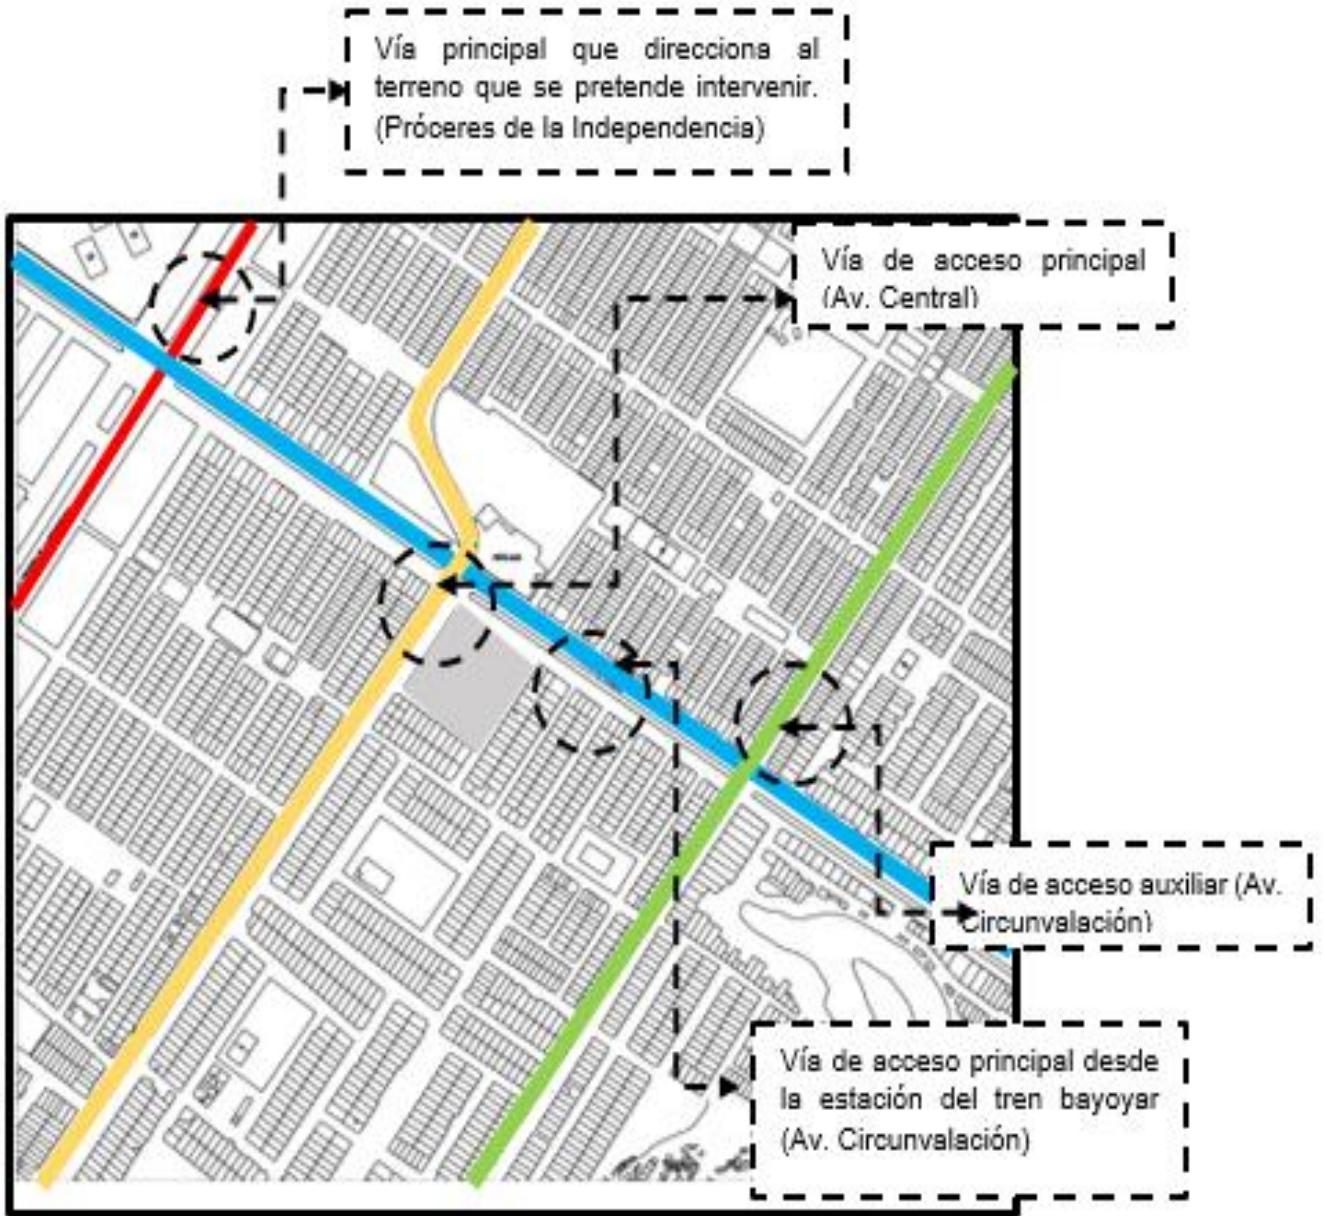 Vía principal que direcciona al
terreno que se pretende intervenir.
(Próceres de la Independencia)
Vía de acceso principal
(Av. Central)
Vía de acceso auxiliar (Av.
Circunvalación)
Vía de acceso principal desde
la estación del tren bayoyar
(Av. Circunvalación)